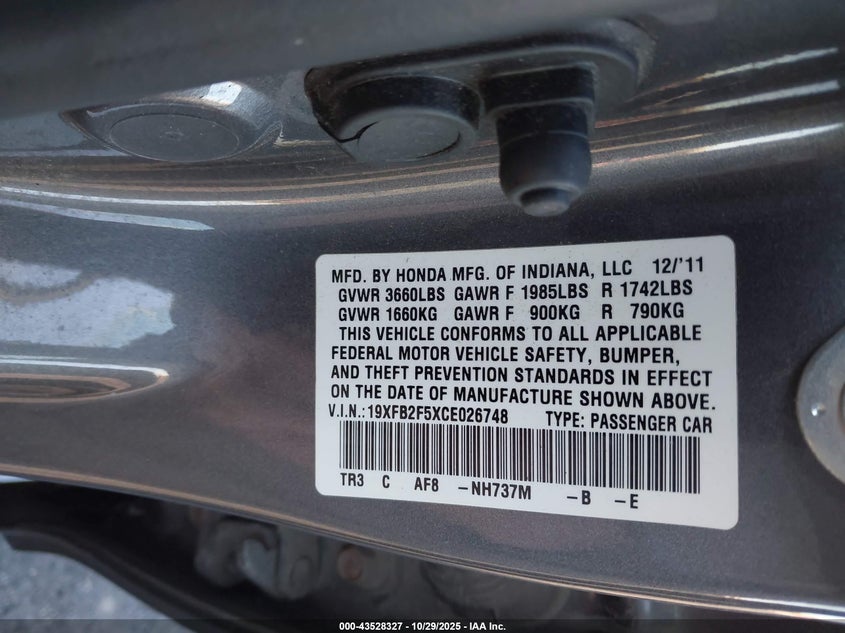 MFD. BY HONDA MFG. OF INDIANA, LLC 12/'11
GVWR 3660LBS GAWR F 1985LBS R 1742LBS
GVWR 1660KG GAWR F 900KG R 790KG
THIS VEHICLE CONFORMS TO ALL APPLICABLE
FEDERAL MOTOR VEHICLE SAFETY, BUMPER,
AND THEFT PREVENTION STANDARDS IN EFFECT
ON THE DATE OF MANUFACTURE SHOWN ABOVE.
V.I.N.:19XFB2F5XCE026748 TYPE: PASSENGER CAR
TR3 C AF8 -NH737M -B -E
000-43528327 - 10/29/2025 - IAA Inc.